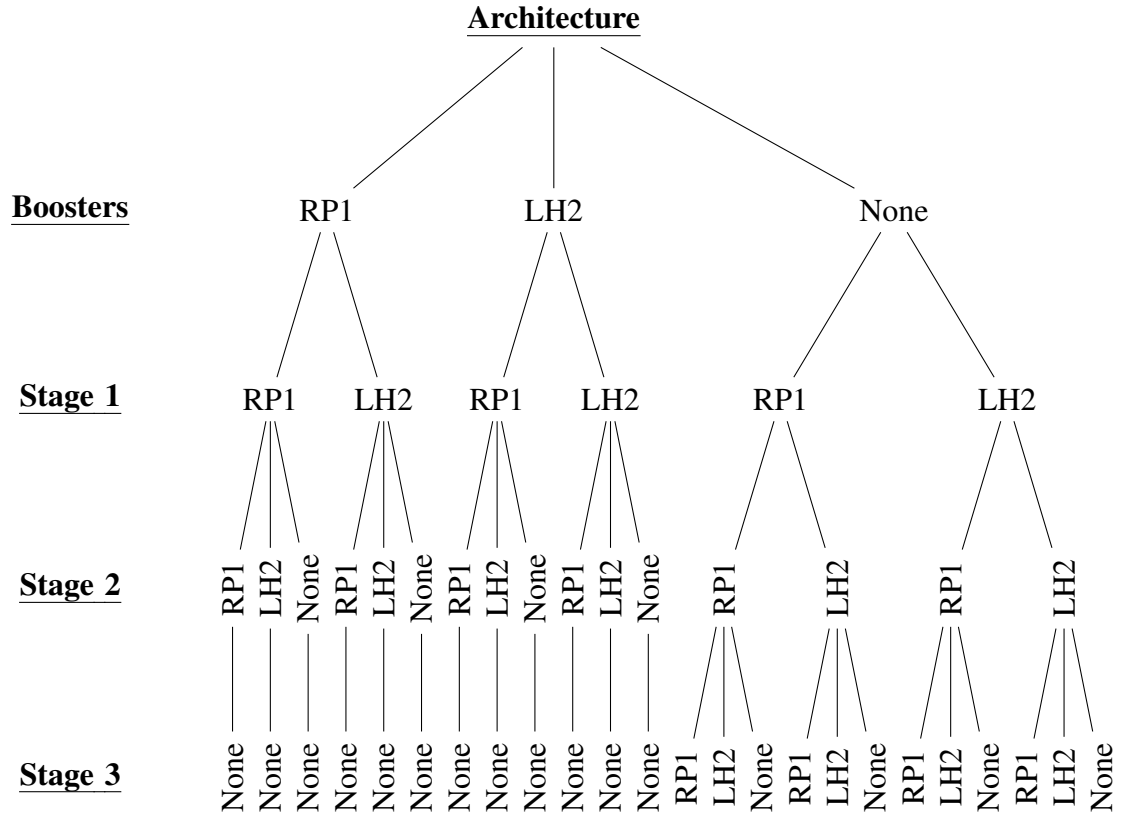 Architecture
Boosters RP1 LH2 None
Stage 1 RP1 LH2 RP1 LH2 RP1 LH2
Stage 2 RP1 LH2 None RP1 LH2 None RP1 LH2 None RP1 LH2 None RP1 LH2 RP1 LH2
Stage 3 None None None None None None None None None None None None RP1 LH2 None RP1 LH2 None RP1 LH2 None RP1 LH2 None